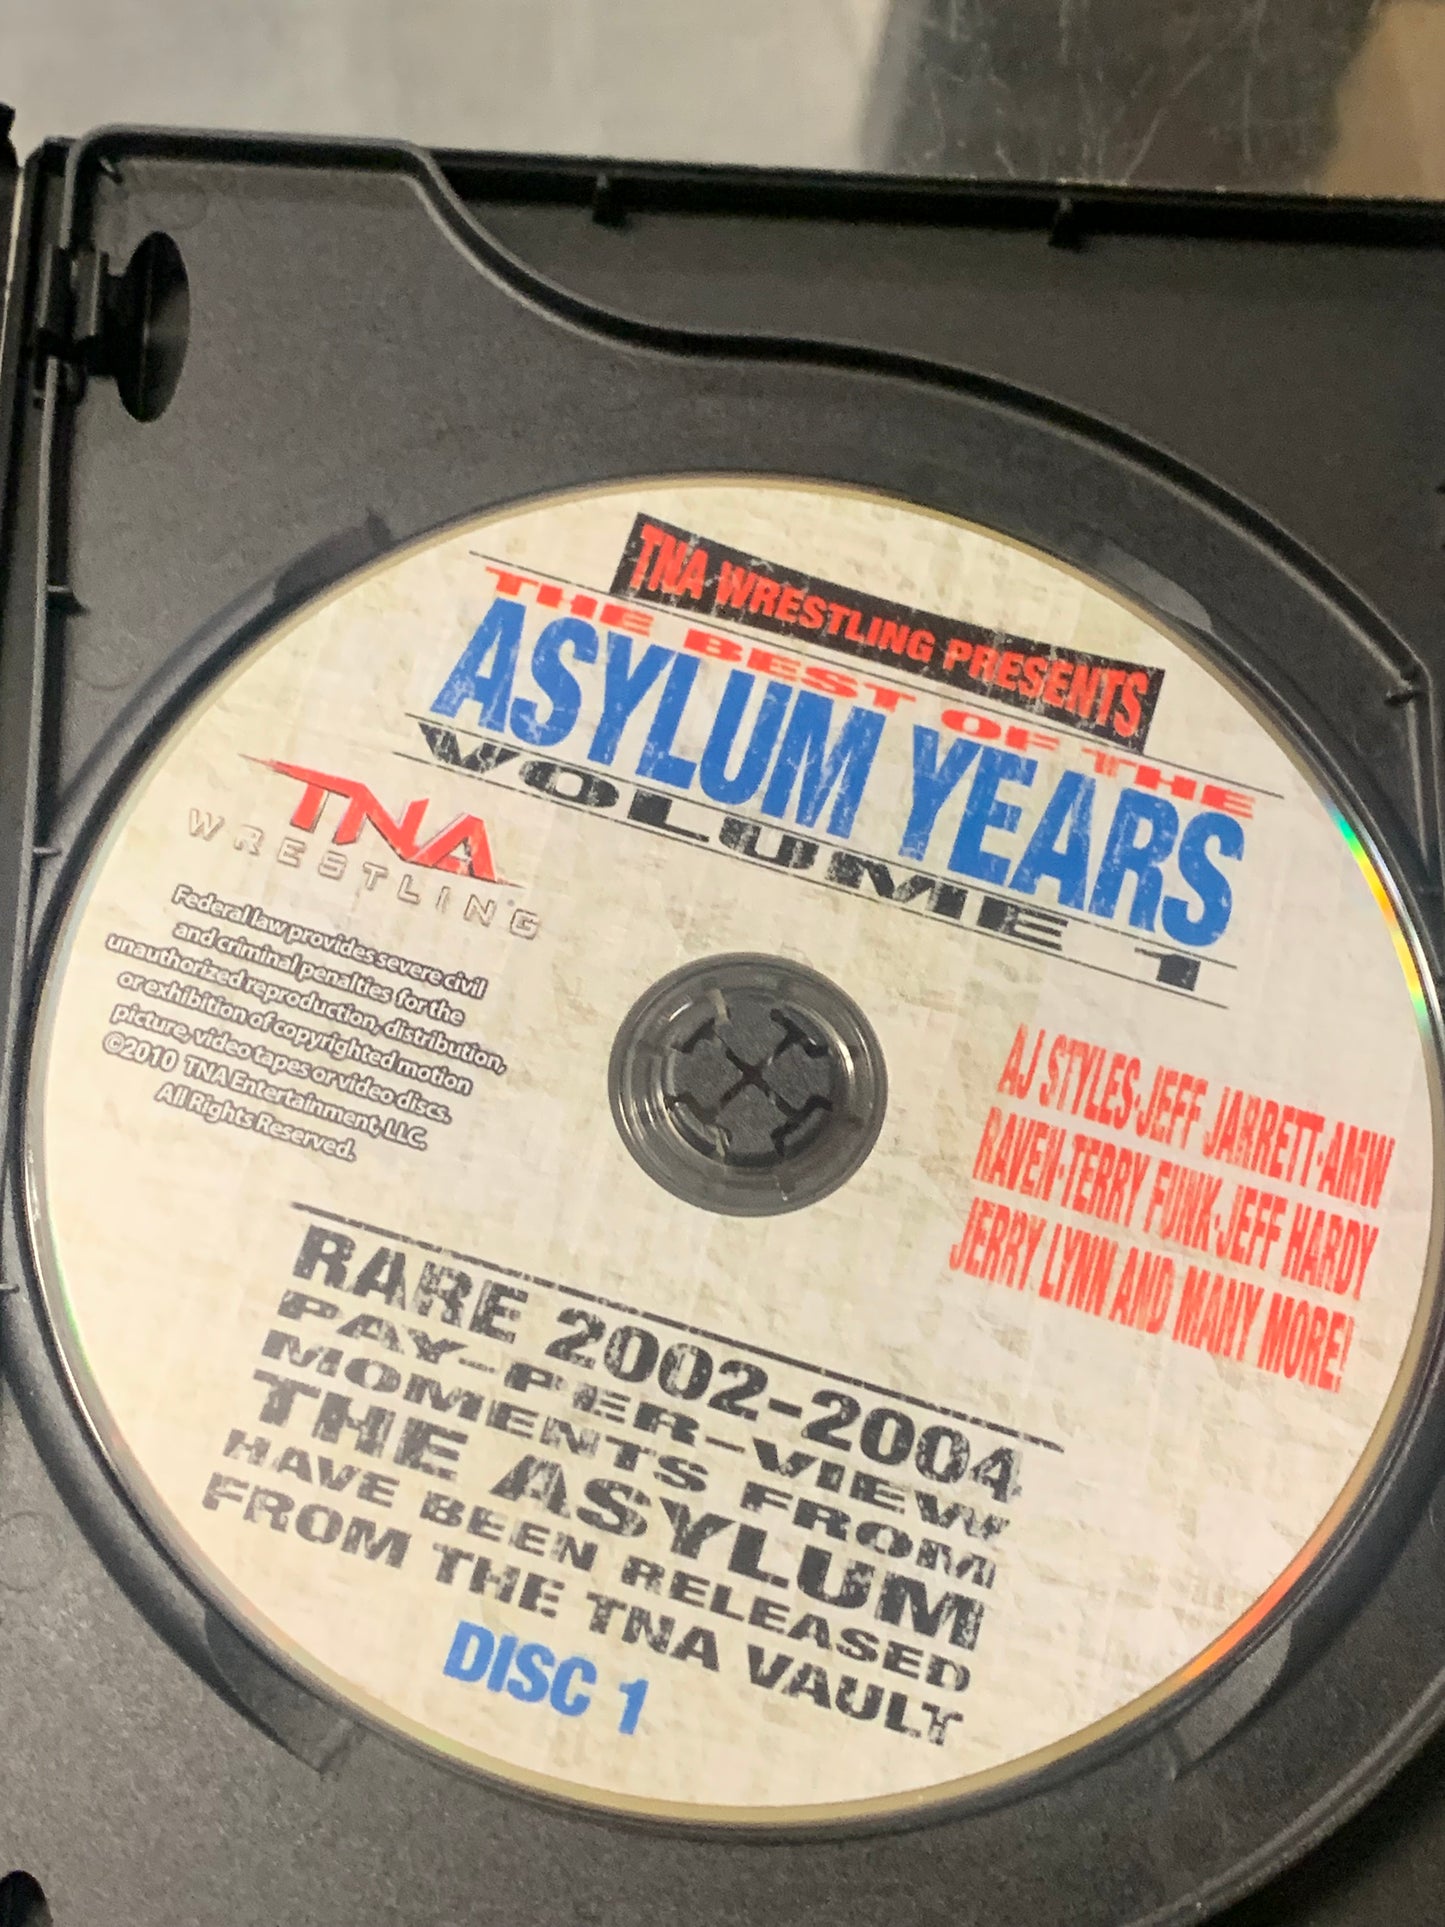 TNA WRESTLING PRESENTS
THE BEST OF THE
ASYLUM YEARS
VOLUME 1
TNA
WRESTLING
Federal law provides severe civil
and criminal penalties for the
unauthorized reproduction, distribution,
or exhibition of copyrighted motion
picture, video tapes or video discs.
©2010 TNA Entertainment, LLC.
All Rights Reserved.
AJ STYLES·JEFF JARRETT·AMW
RAVEN·TERRY FUNK·JEFF HARDY
JERRY LYNN AND MANY MORE!
RARE 2002-2004
PAY-PER-VIEW
MOMENTS FROM
THE ASYLUM
HAVE BEEN RELEASED
FROM THE TNA VAULT
DISC 1